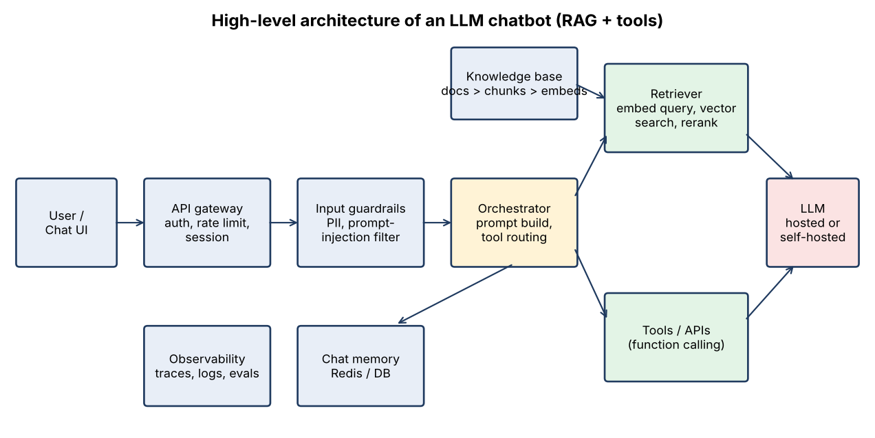 High-level architecture of an LLM chatbot (RAG + tools)
Knowledge base
docs > chunks > embeds
Retriever
embed query, vector
search, rerank
User /
Chat UI
API gateway
auth, rate limit,
session
Input guardrails
PII, prompt-
injection filter
Orchestrator
prompt build,
tool routing
LLM
hosted or
self-hosted
Observability
traces, logs, evals
Chat memory
Redis / DB
Tools / APIs
(function calling)